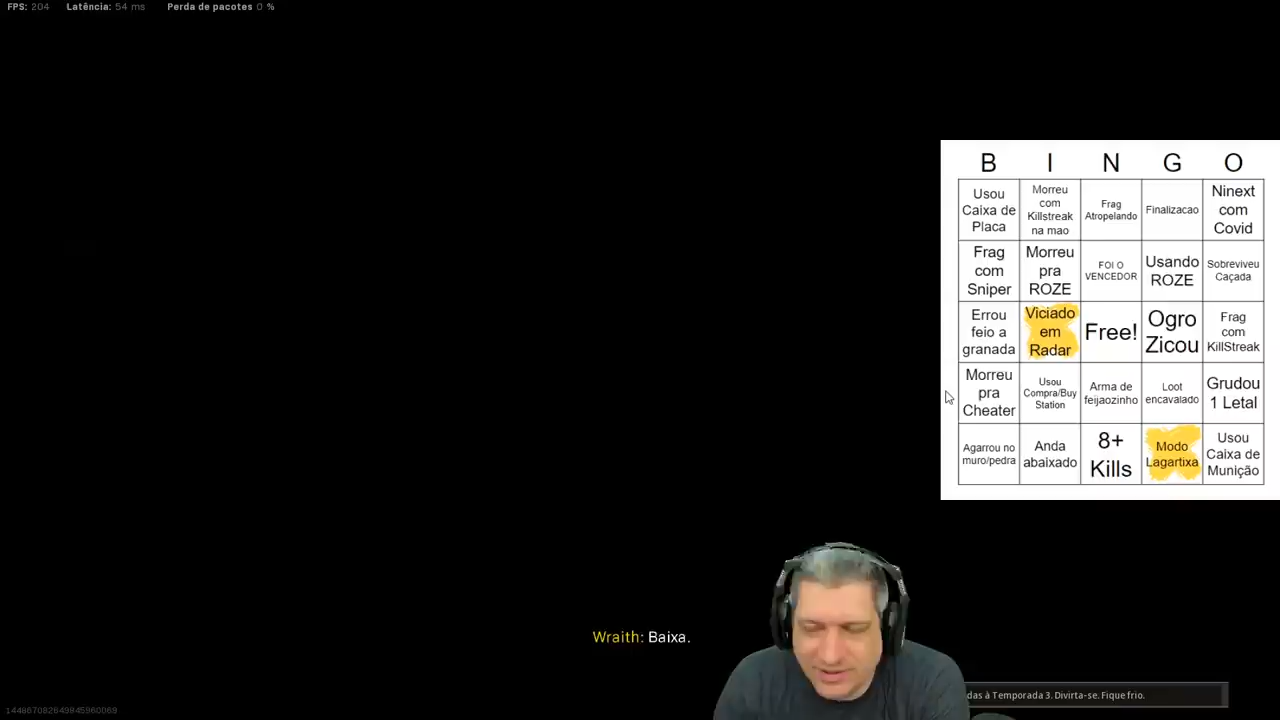 FPS: 204 Latência: 54 ms Perda de pacotes 0 %
B I N G O
Usou Caixa de Placa
Morreu com Killstreak na mao
Frag Atropelando
Finalizacao
Ninext com Covid
Frag com Sniper
Morreu pra ROZE
FOI O VENCEDOR
Usando ROZE
Sobreviveu Caçada
Errou feio a granada
Viciado em Radar
Free!
Ogro Zicou
Frag com KillStreak
Morreu pra Cheater
Usou Compra/Buy Station
Arma de feijaozinho
Loot encavalado
Grudou 1 Letal
Agarrou no muro/pedra
Anda abaixado
8+ Kills
Modo Lagartixa
Usou Caixa de Munição
Wraith: Baixa.
das à Temporada 3. Divirta-se. Fique frio.